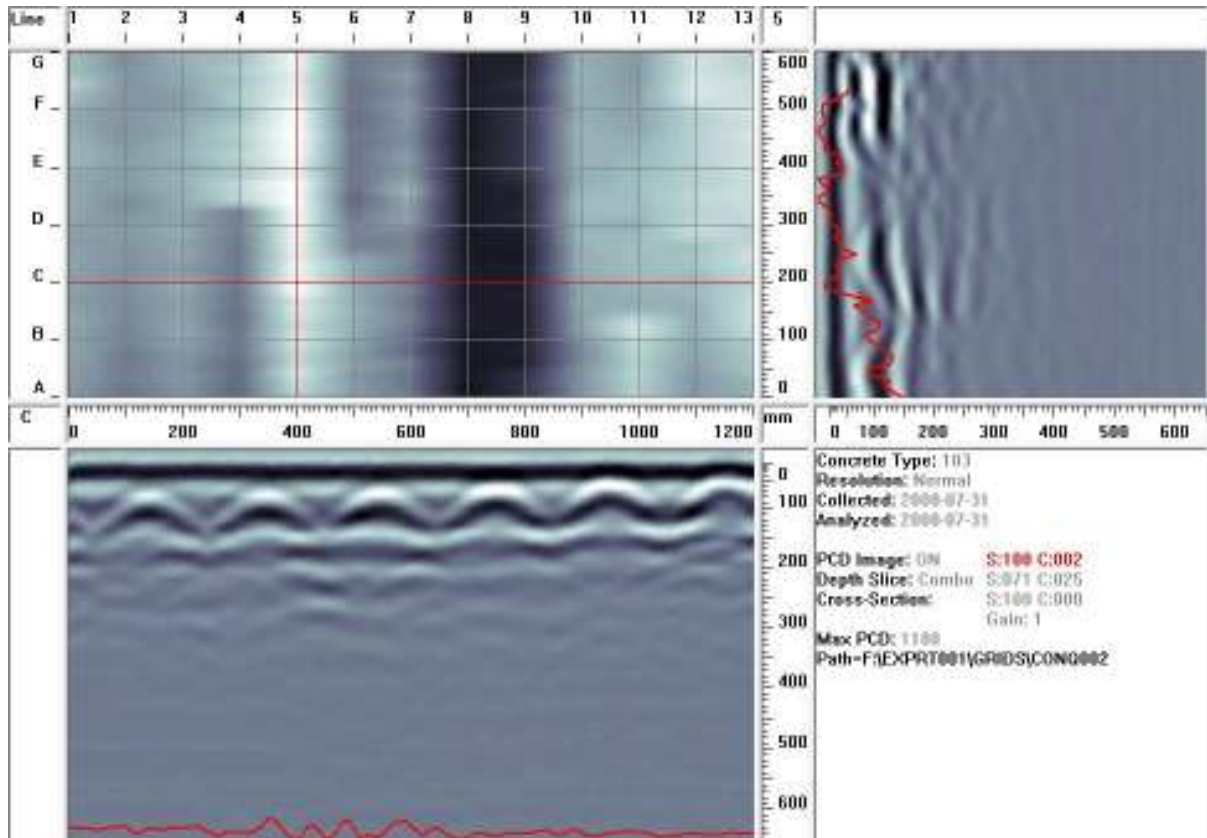 Line 1 2 3 4 5 6 7 8 9 10 11 12 13 5
G
F
E
D
C
B
A
600
500
400
300
200
100
0
C 0 200 400 600 800 1000 1200 mm
0 100 200 300 400 500 600
0
100
200
300
400
500
600
Concrete Type: 103
Resolution: Normal
Collected: 2008-07-31
Analyzed: 2008-07-31
PCD Image: ON S:100 C:002
Depth Slice: Combo S:071 C:026
Cross-Section: S:100 C:000
Gain: 1
Max PCD: 1180
Path=F:\EXPRT001\GRIDS\CONQ002